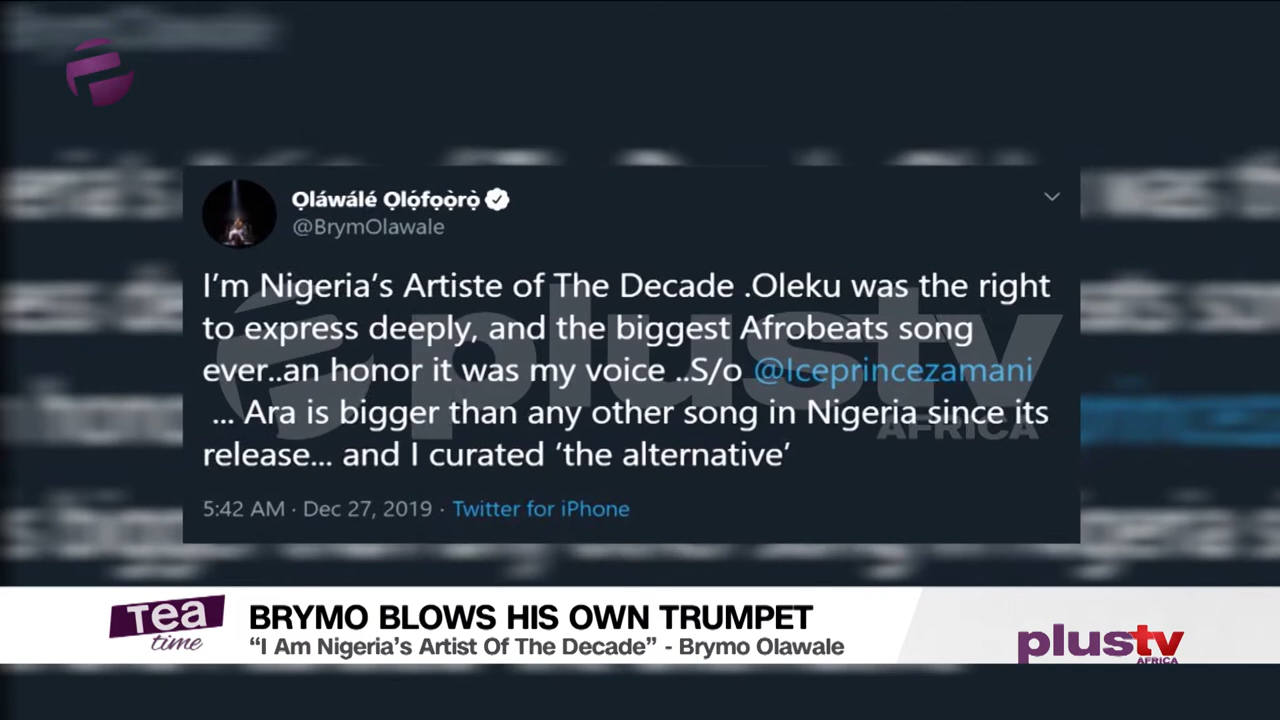 Ọláwálé Ọlọ́fọ̀ọ̀rọ̀
@BrymOlawale
I'm Nigeria's Artiste of The Decade .Oleku was the right
to express deeply, and the biggest Afrobeats song
ever..an honor it was my voice ..S/o @Iceprincezamani
... Ara is bigger than any other song in Nigeria since its
release... and I curated 'the alternative'
5:42 AM · Dec 27, 2019 · Twitter for iPhone
plustv
AFRICA
Tea
time
BRYMO BLOWS HIS OWN TRUMPET
“I Am Nigeria’s Artist Of The Decade” - Brymo Olawale
plustv
AFRICA